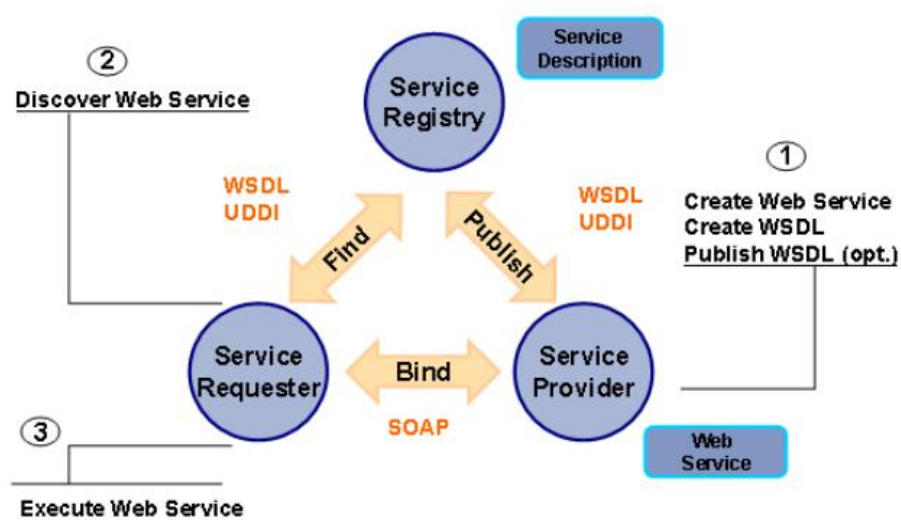 Service
Description
2
Discover Web Service
Service
Registry
1
WSDL
UDDI
WSDL
UDDI
Create Web Service
Create WSDL
Publish WSDL (opt.)
Find
Publish
Service
Requester
Bind
Service
Provider
SOAP
3
Web
Service
Execute Web Service